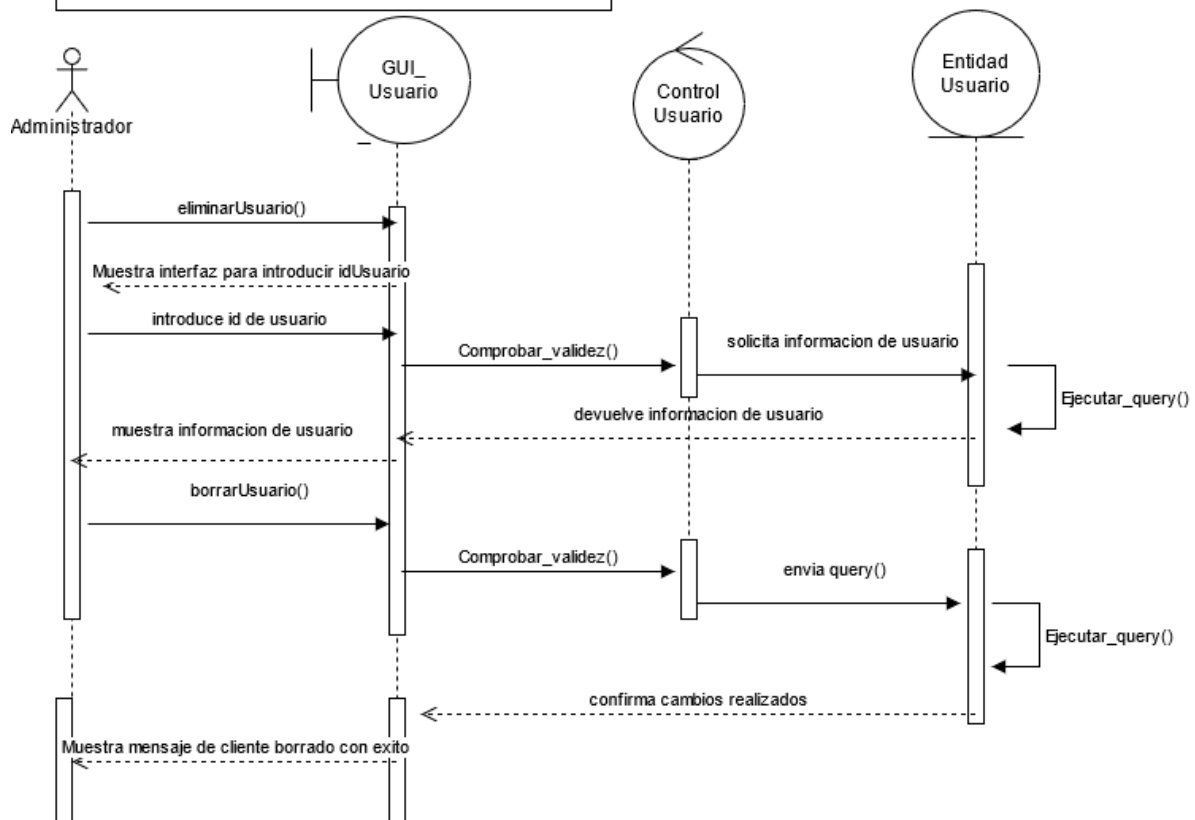 GUI_
Usuario
Control
Usuario
Entidad
Usuario
Administrador
eliminarUsuario()
Muestra interfaz para introducir idUsuario
introduce id de usuario
Comprobar_validez()
solicita informacion de usuario
Ejecutar_query()
devuelve informacion de usuario
muestra informacion de usuario
borrarUsuario()
Comprobar_validez()
envia query()
Ejecutar_query()
confirma cambios realizados
Muestra mensaje de cliente borrado con exito